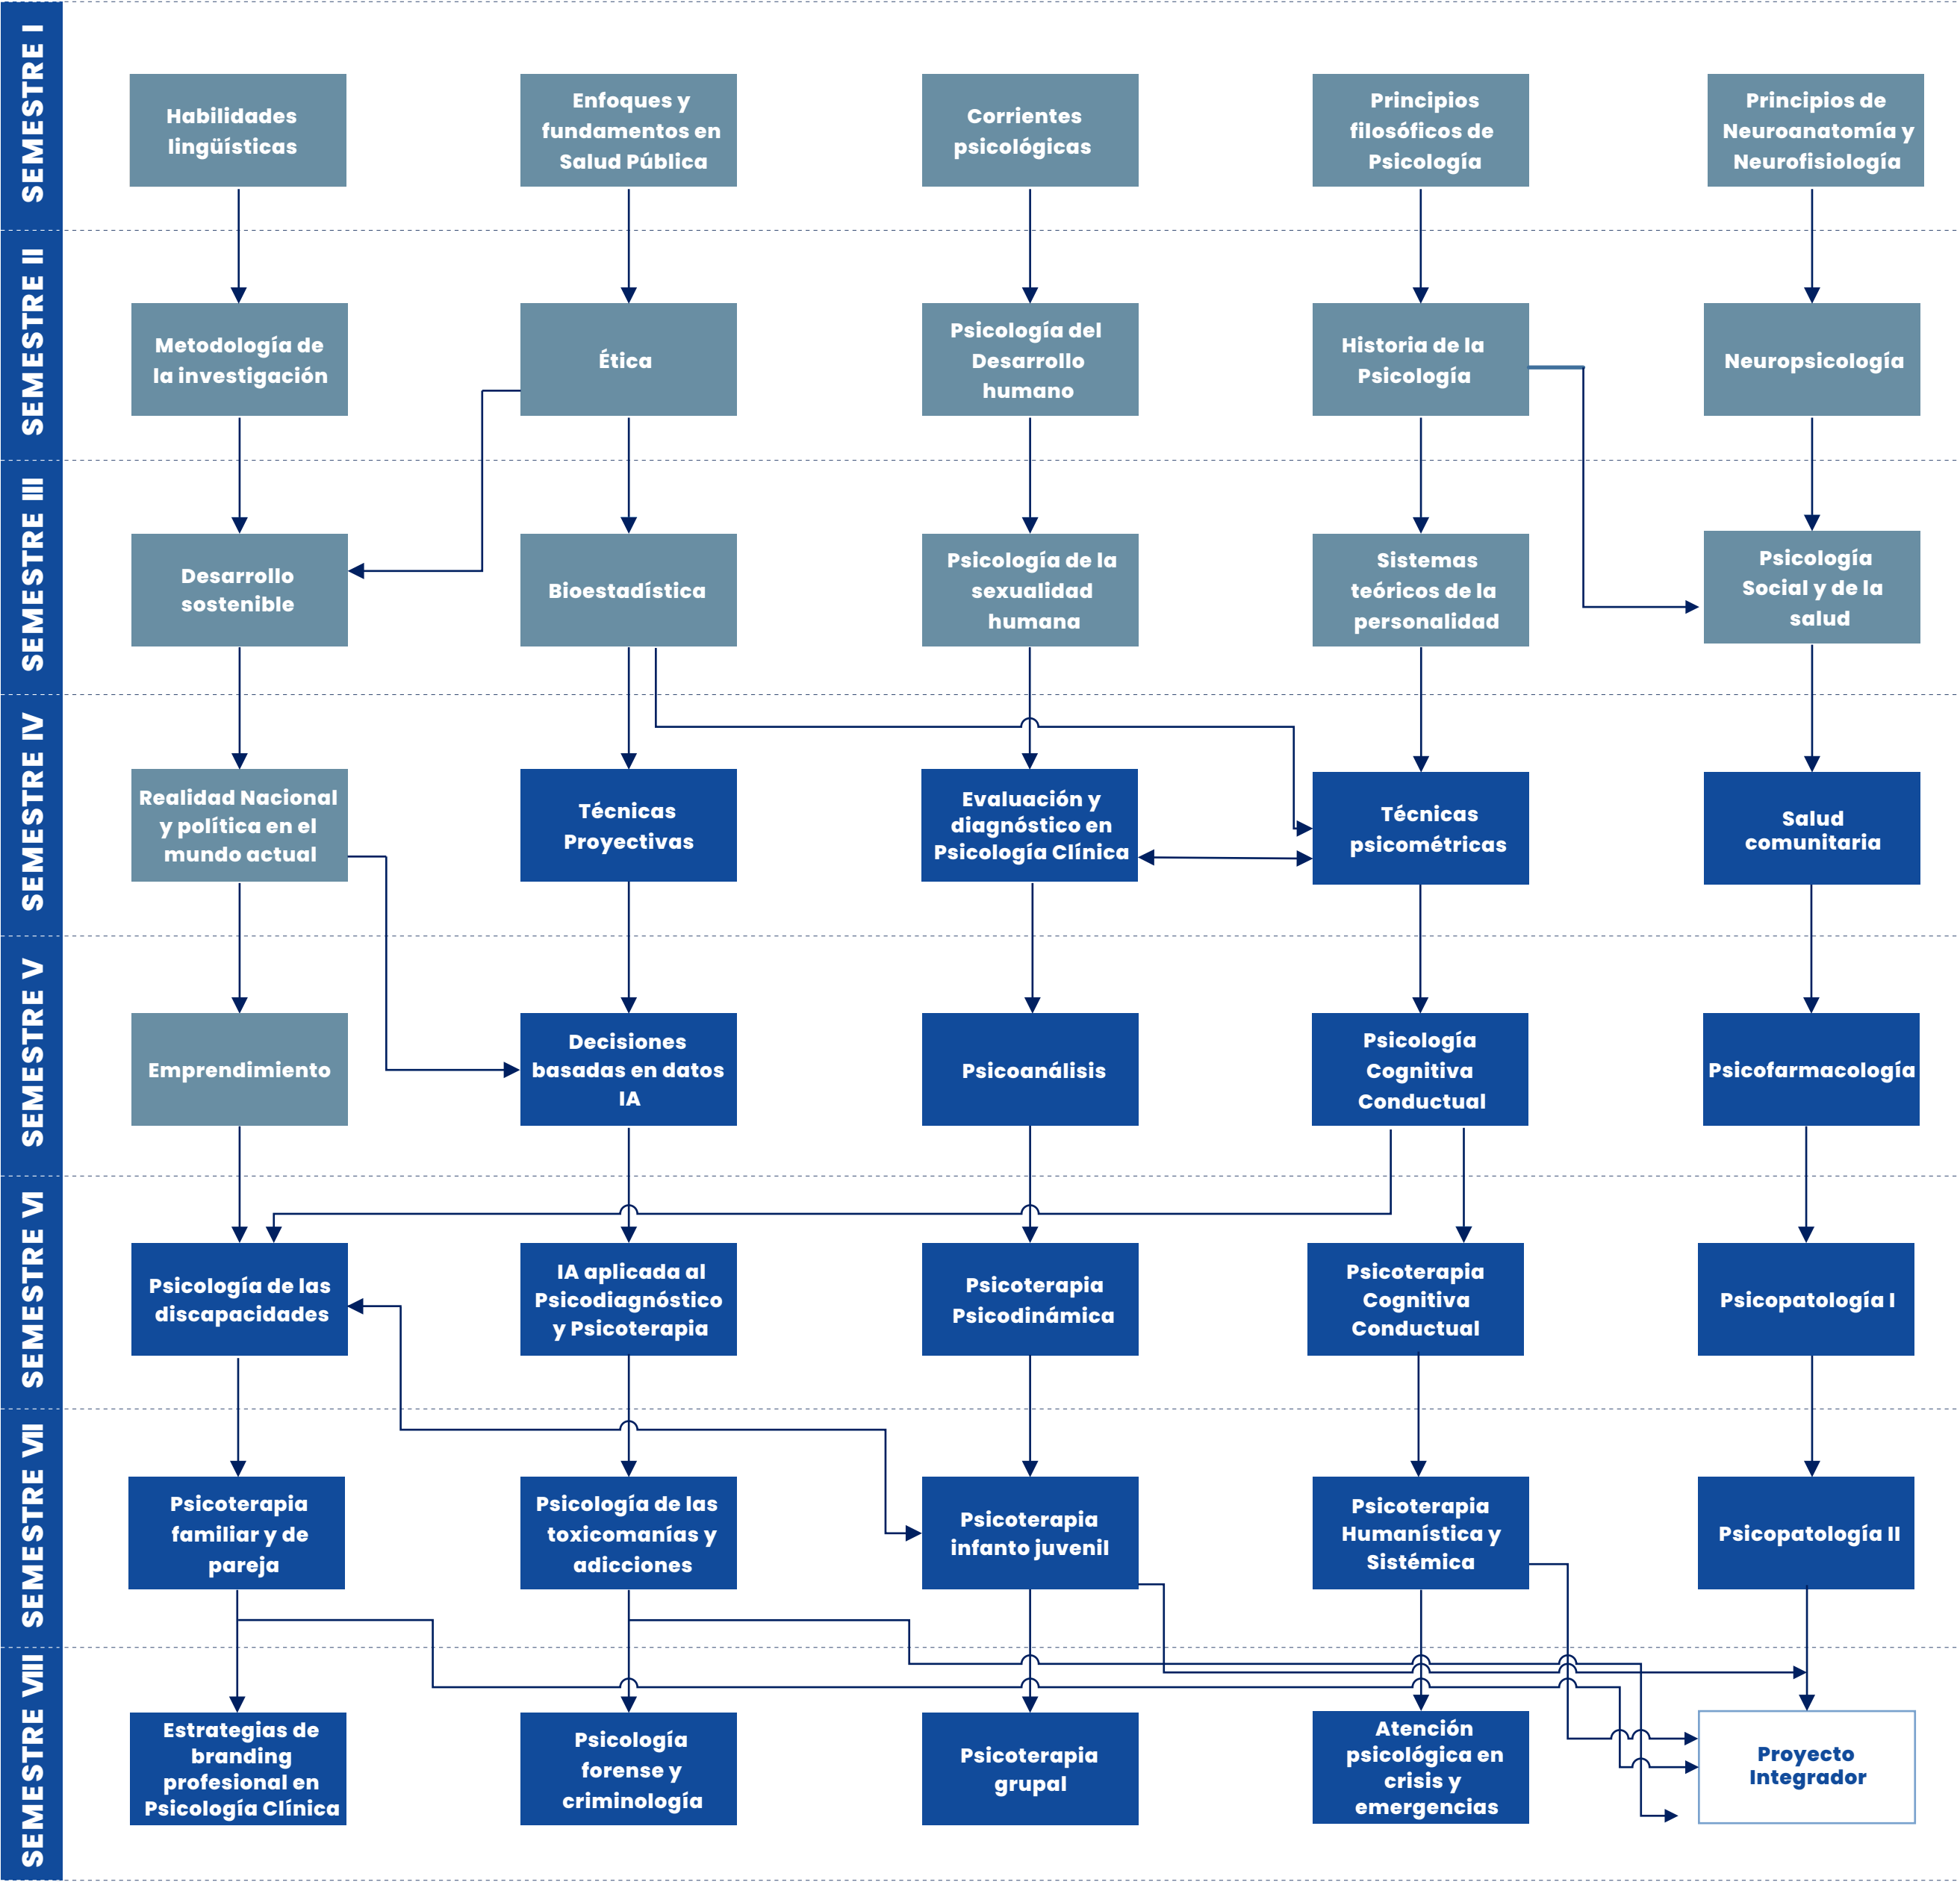 SEMESTRE I
Habilidades
lingüísticas
Enfoques y
fundamentos en
Salud Pública
Corrientes
psicológicas
Principios
filosóficos de
Psicología
Principios de
Neuroanatomía y
Neurofisiología
SEMESTRE II
Metodología de
la investigación
Ética
Psicología del
Desarrollo
humano
Historia de la
Psicología
Neuropsicología
SEMESTRE III
Desarrollo
sostenible
Bioestadística
Psicología de la
sexualidad
humana
Sistemas
teóricos de la
personalidad
Psicología
Social y de la
salud
SEMESTRE IV
Realidad Nacional
y política en el
mundo actual
Técnicas
Proyectivas
Evaluación y
diagnóstico en
Psicología Clínica
Técnicas
psicométricas
Salud
comunitaria
SEMESTRE V
Emprendimiento
Decisiones
basadas en datos
IA
Psicoanálisis
Psicología
Cognitiva
Conductual
Psicofarmacología
SEMESTRE VI
Psicología de las
discapacidades
IA aplicada al
Psicodiagnóstico
y Psicoterapia
Psicoterapia
Psicodinámica
Psicoterapia
Cognitiva
Conductual
Psicopatología I
SEMESTRE VII
Psicoterapia
familiar y de
pareja
Psicología de las
toxicomanías y
adicciones
Psicoterapia
infanto juvenil
Psicoterapia
Humanística y
Sistémica
Psicopatología II
SEMESTRE VIII
Estrategias de
branding
profesional en
Psicología Clínica
Psicología
forense y
criminología
Psicoterapia
grupal
Atención
psicológica en
crisis y
emergencias
Proyecto
Integrador